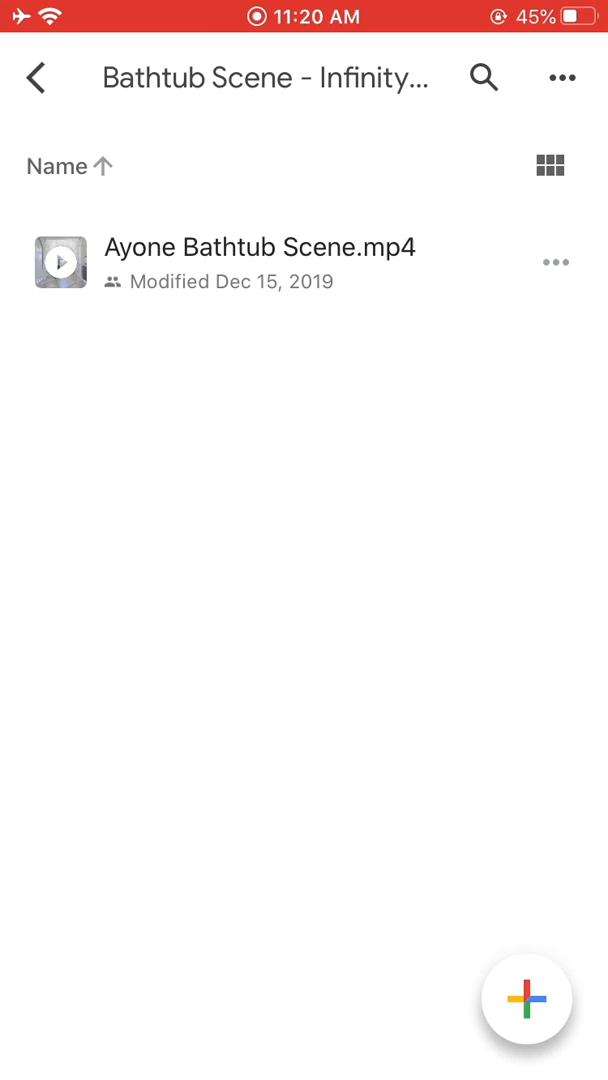 11:20 AM
45%
Bathtub Scene - Infinity...
Name
Ayone Bathtub Scene.mp4
Modified Dec 15, 2019